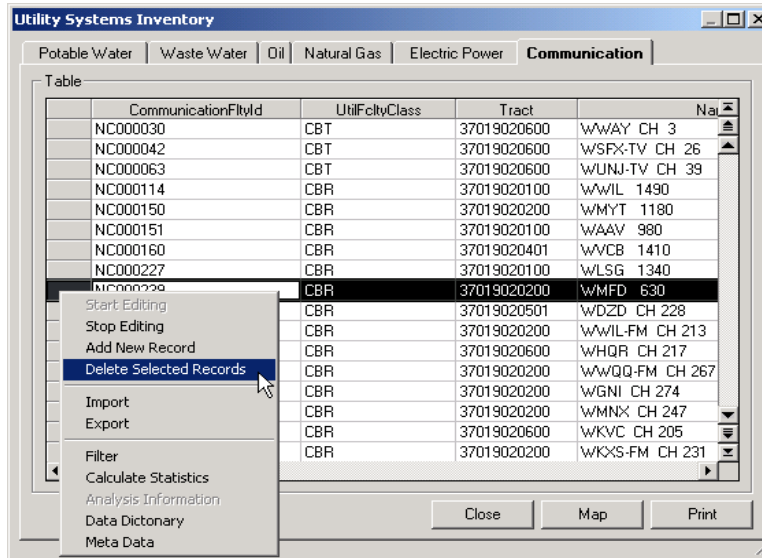 Utility Systems Inventory
Potable Water Waste Water Oil Natural Gas Electric Power Communication
Table
CommunicationFltyId UtilFcltyClass Tract Na
NC000030 CBT 37019020600 WWAY CH 3
NC000042 CBT 37019020600 WSFX-TV CH 26
NC000063 CBT 37019020600 WUNJ-TV CH 39
NC000114 CBR 37019020100 WWIL 1490
NC000150 CBR 37019020200 WMYT 1180
NC000151 CBR 37019020100 WAAV 980
NC000160 CBR 37019020401 WVCB 1410
NC000227 CBR 37019020100 WLSG 1340
NC000229 CBR 37019020200 WMFD 630
CBR 37019020501 WDZD CH 228
CBR 37019020200 WWIL-FM CH 213
CBR 37019020600 WHQR CH 217
CBR 37019020200 WWQQ-FM CH 267
CBR 37019020200 WGNI CH 274
CBR 37019020200 WMNX CH 247
CBR 37019020600 WKVC CH 205
CBR 37019020200 WKXS-FM CH 231
Start Editing
Stop Editing
Add New Record
Delete Selected Records
Import
Export
Filter
Calculate Statistics
Analysis Information
Data Dictonary
Meta Data
Close Map Print